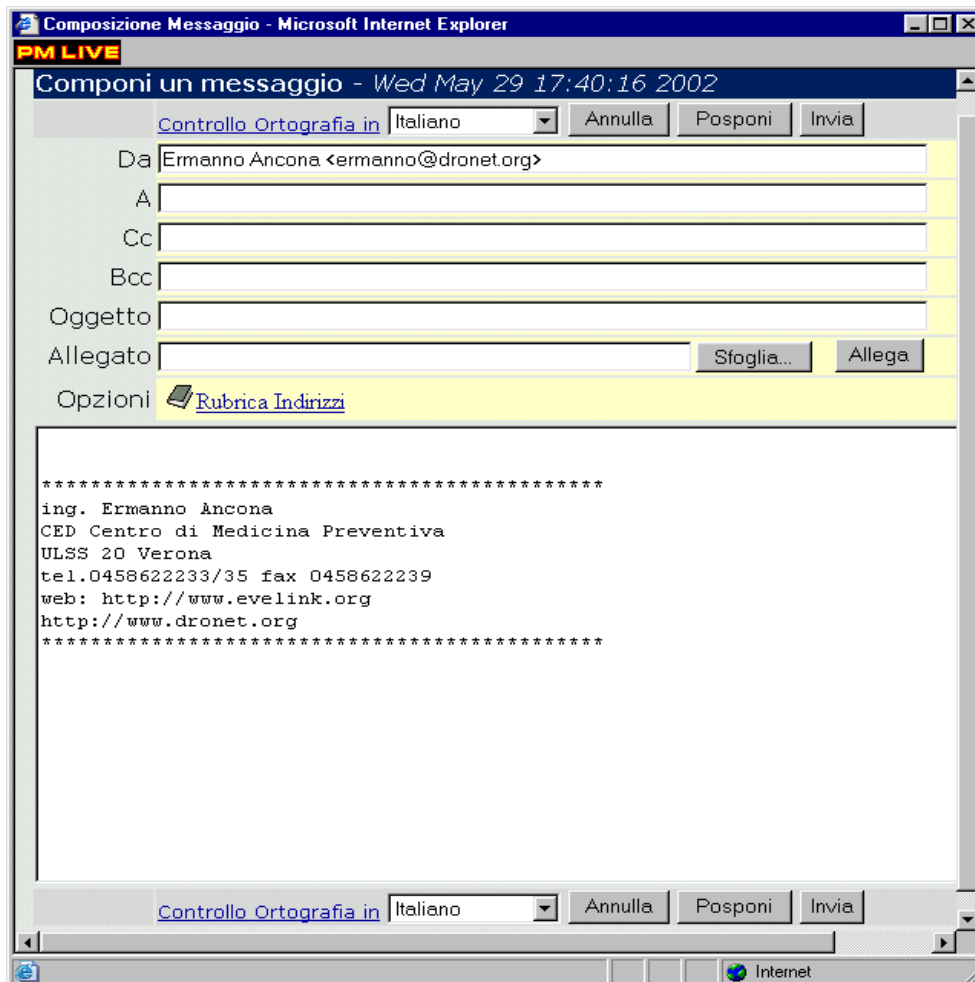 Composizione Messaggio - Microsoft Internet Explorer
PM LIVE
Componi un messaggio - Wed May 29 17:40:16 2002
Controllo Ortografia in Italiano Annulla Posponi Invia
Da Ermanno Ancona <ermanno@dronet.org>
A
Cc
Bcc
Oggetto
Allegato Sfoglia... Allega
Opzioni Rubrica Indirizzi
**********************************************
ing. Ermanno Ancona
CED Centro di Medicina Preventiva
ULSS 20 Verona
tel.0458622233/35 fax 0458622239
web: http://www.evelink.org
http://www.dronet.org
**********************************************
Controllo Ortografia in Italiano Annulla Posponi Invia
Internet